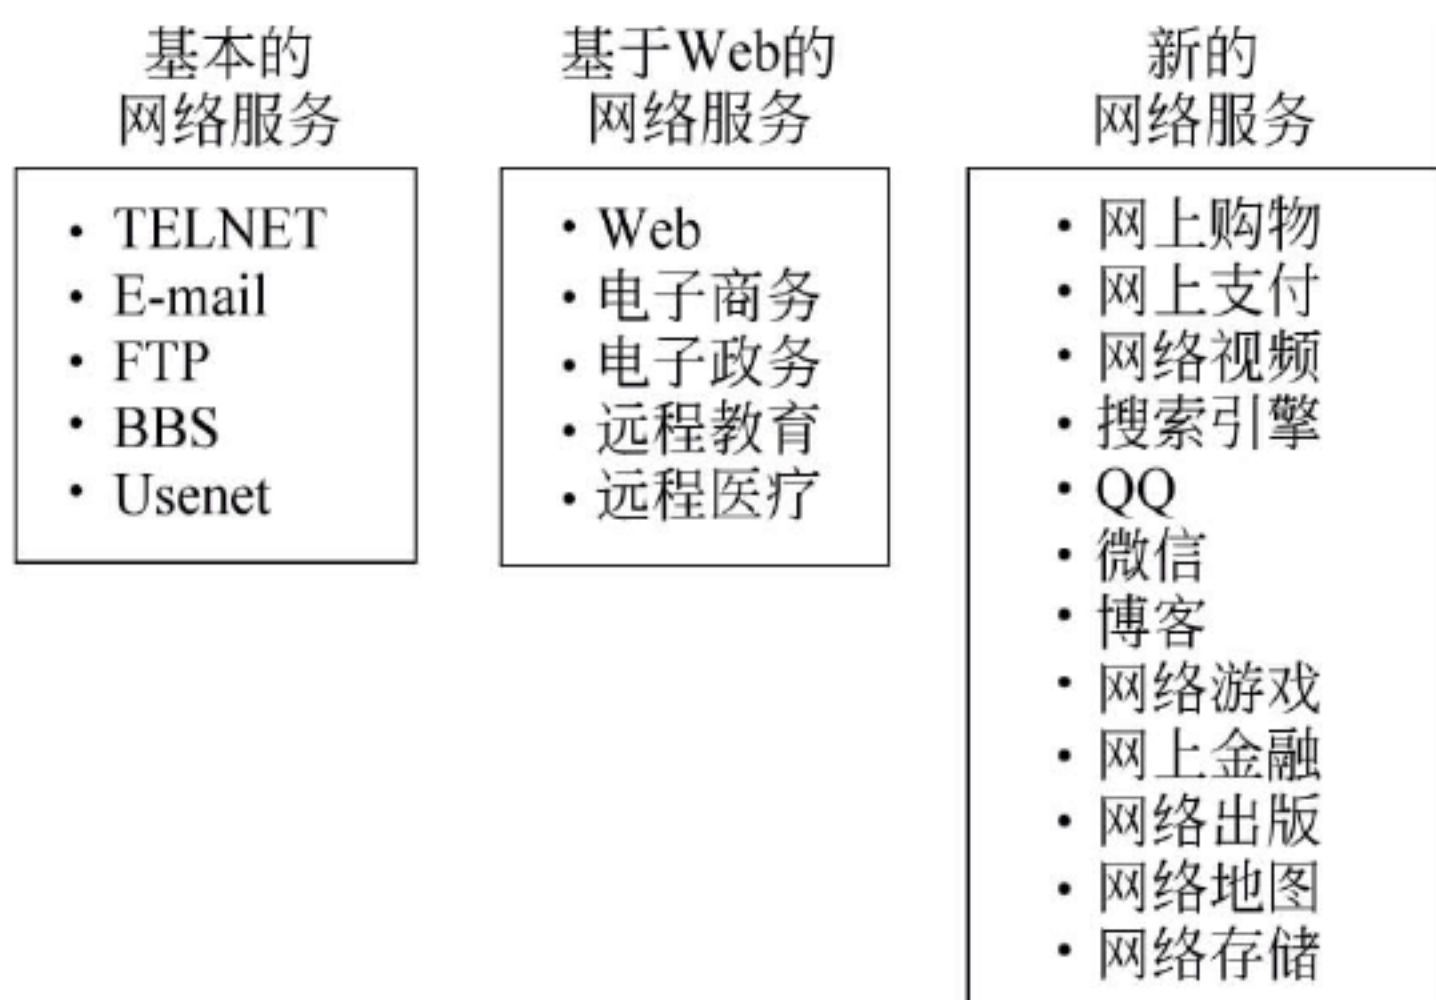 基本的
网络服务
• TELNET
• E-mail
• FTP
• BBS
• Usenet
基于Web的
网络服务
• Web
• 电子商务
• 电子政务
• 远程教育
• 远程医疗
新的
网络服务
• 网上购物
• 网上支付
• 网络视频
• 搜索引擎
• QQ
• 微信
• 博客
• 网络游戏
• 网上金融
• 网络出版
• 网络地图
• 网络存储